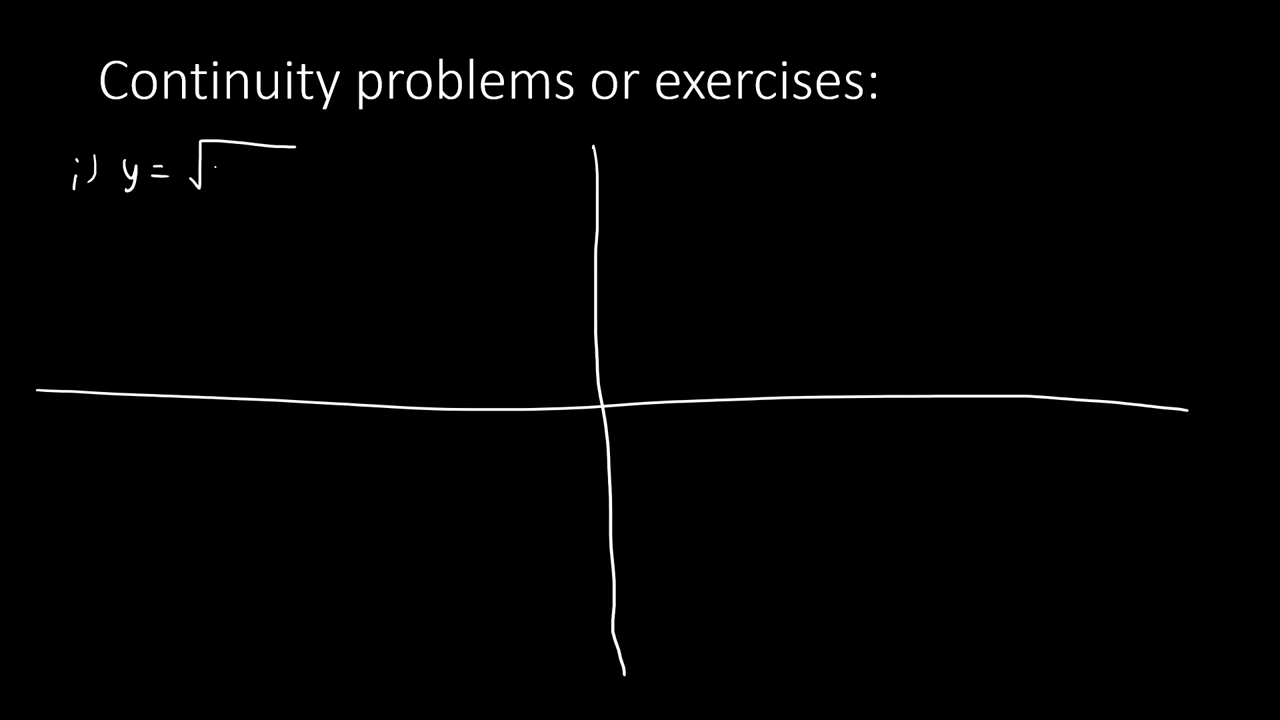 Continuity problems or exercises:
i) y = √